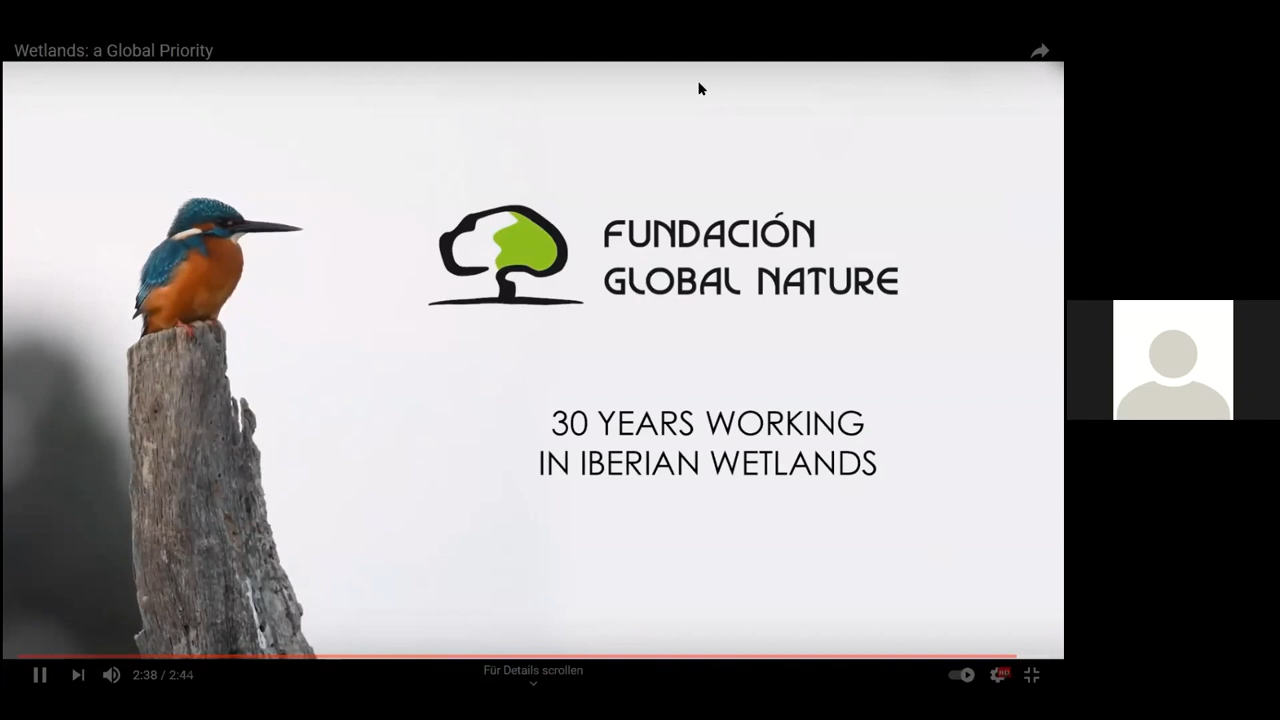 Wetlands: a Global Priority
FUNDACIÓN
GLOBAL NATURE
30 YEARS WORKING
IN IBERIAN WETLANDS
2:38 / 2:44
Für Details scrollen
HD